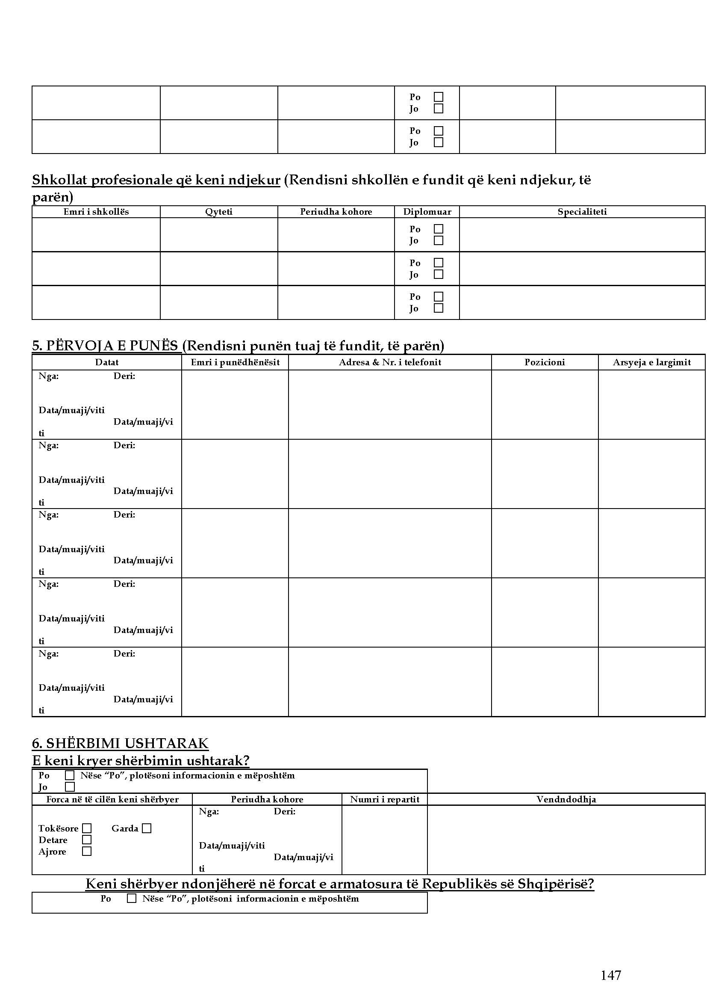 Po ☐
Jo ☐
Po ☐
Jo ☐
Shkollat profesionale që keni ndjekur (Rendisni shkollën e fundit që keni ndjekur, të
parën)
Emri i shkollës Qyteti Periudha kohore Diplomuar Specialiteti
Po ☐
Jo ☐
Po ☐
Jo ☐
Po ☐
Jo ☐
5. PËRVOJA E PUNËS (Rendisni punën tuaj të fundit, të parën)
Datat Emri i punëdhënësit Adresa & Nr. i telefonit Pozicioni Arsyeja e largimit
Nga: Deri:
Data/muaji/viti
Data/muaji/vi
ti
Nga: Deri:
Data/muaji/viti
Data/muaji/vi
ti
Nga: Deri:
Data/muaji/viti
Data/muaji/vi
ti
Nga: Deri:
Data/muaji/viti
Data/muaji/vi
ti
Nga: Deri:
Data/muaji/viti
Data/muaji/vi
ti
6. SHËRBIMI USHTARAK
E keni kryer shërbimin ushtarak?
Po ☐ Nëse “Po”, plotësoni informacionin e mëposhtëm
Jo ☐
Forca në të cilën keni shërbyer Periudha kohore Numri i repartit Vendndodhja
Nga: Deri:
Tokësore ☐ Garda ☐
Detare ☐
Ajrore ☐
Data/muaji/viti
Data/muaji/vi
ti
Keni shërbyer ndonjëherë në forcat e armatosura të Republikës së Shqipërisë?
Po ☐ Nëse “Po”, plotësoni informacionin e mëposhtëm
147